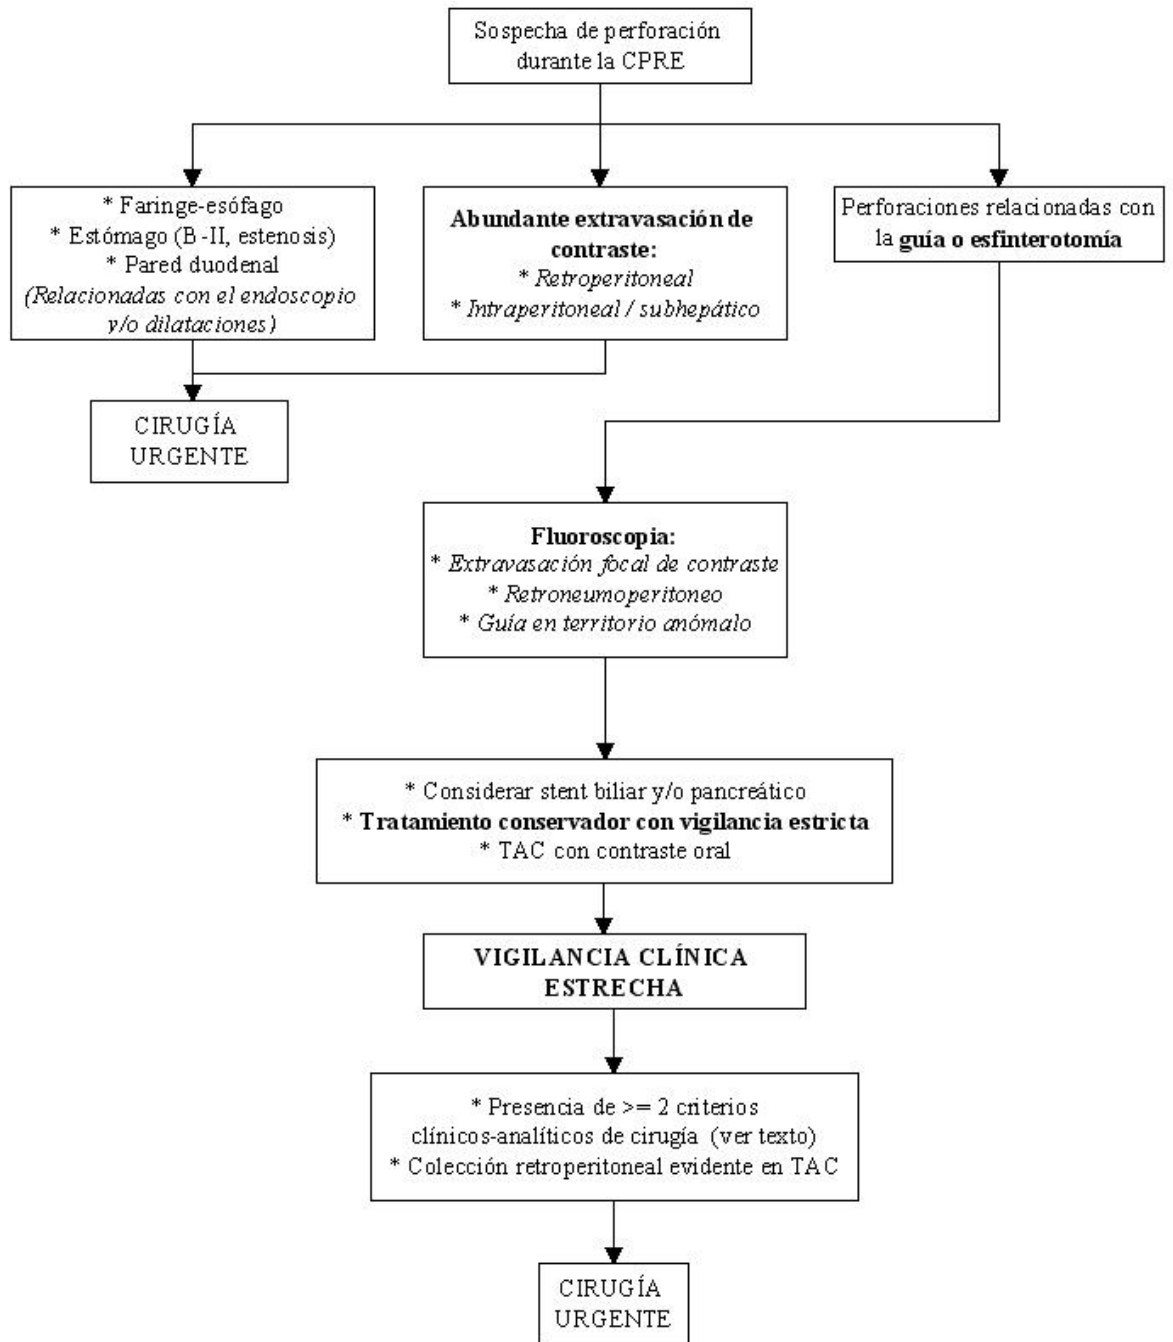 Sospecha de perforación
durante la CPRE
* Faringe-esófago
* Estómago (B-II, estenosis)
* Pared duodenal
(Relacionadas con el endoscopio
y/o dilataciones)
Abundante extravasación de
contraste:
* Retroperitoneal
* Intraperitoneal / subhepático
Perforaciones relacionadas con
la guía o esfinterotomía
CIRUGÍA
URGENTE
Fluoroscopia:
* Extravasación focal de contraste
* Retroneumoperitoneo
* Guía en territorio anómalo
* Considerar stent biliar y/o pancreático
* Tratamiento conservador con vigilancia estricta
* TAC con contraste oral
VIGILANCIA CLÍNICA
ESTRECHA
* Presencia de >= 2 criterios
clínicos-analíticos de cirugía (ver texto)
* Colección retroperitoneal evidente en TAC
CIRUGÍA
URGENTE